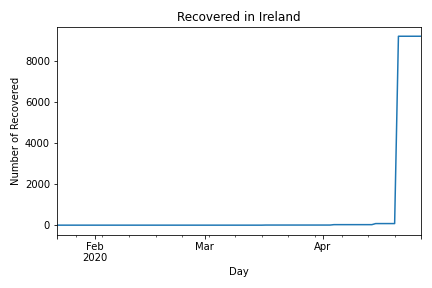 Recovered in Ireland
Number of Recovered
8000
6000
4000
2000
0
Feb
2020
Mar
Apr
Day